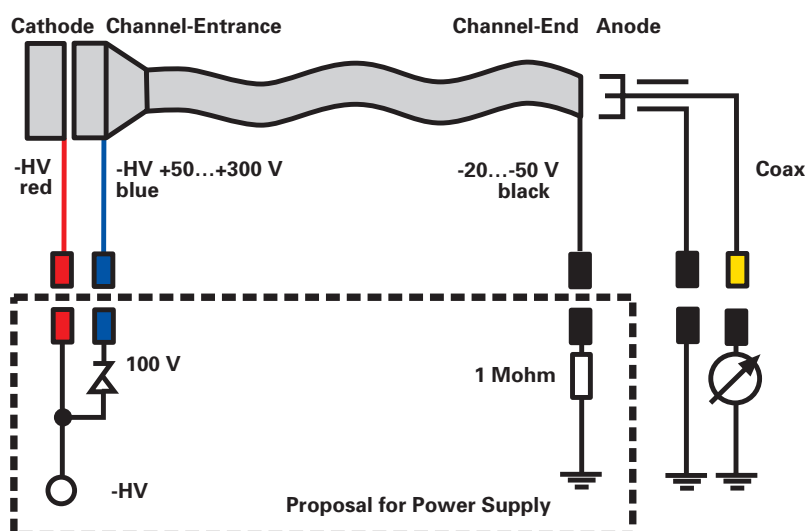 Cathode Channel-Entrance
Channel-End Anode
-HV
red
-HV +50...+300 V
blue
-20...-50 V
black
Coax
100 V
1 Mohm
-HV
Proposal for Power Supply